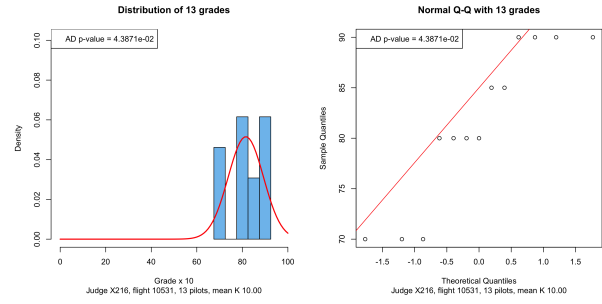 Distribution of 13 grades
AD p-value = 4.3871e-02
Density
0.00 0.02 0.04 0.06 0.08 0.10
0 20 40 60 80 100
Grade x 10
Judge X216, flight 10531, 13 pilots, mean K 10.00
Normal Q-Q with 13 grades
AD p-value = 4.3871e-02
Sample Quantiles
70 75 80 85 90
-1.5 -1.0 -0.5 0.0 0.5 1.0 1.5
Theoretical Quantiles
Judge X216, flight 10531, 13 pilots, mean K 10.00